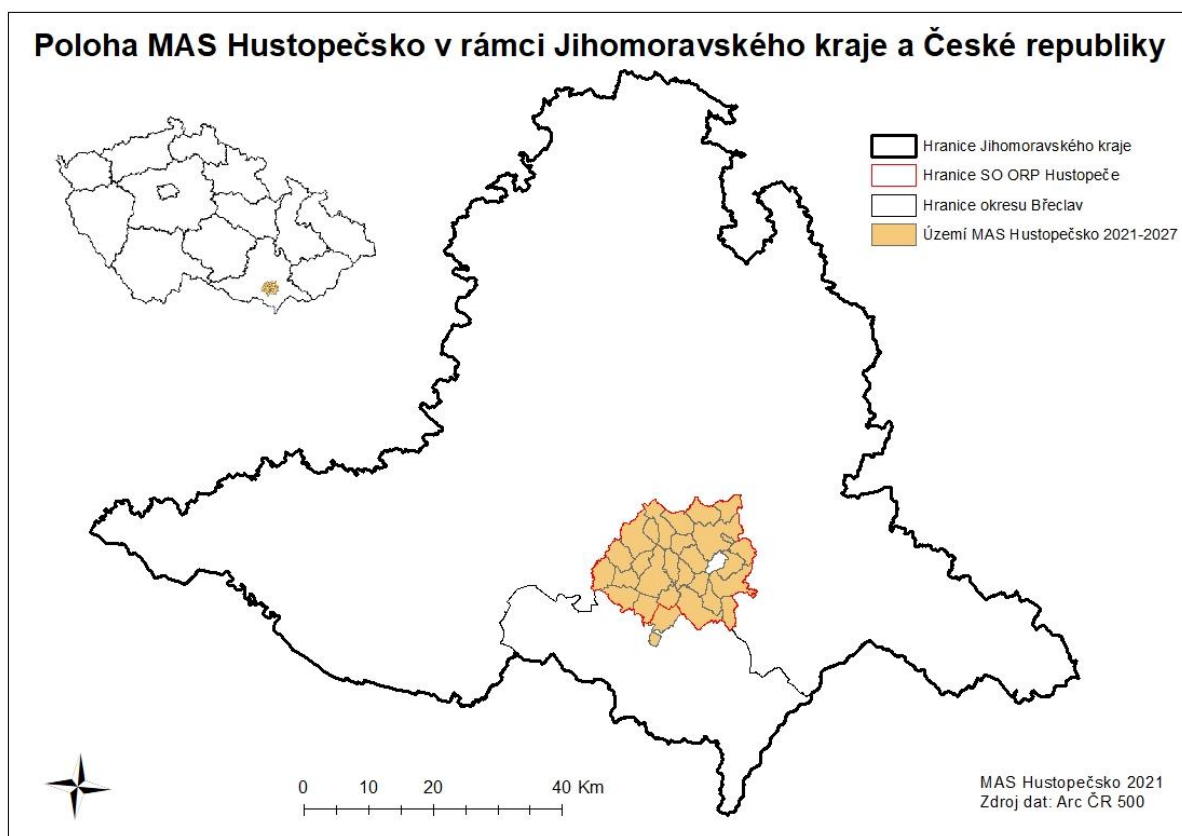 Poloha MAS Hustopečsko v rámci Jihomoravského kraje a České republiky
Hranice Jihomoravského kraje
Hranice SO ORP Hustopeče
Hranice okresu Břeclav
Území MAS Hustopečsko 2021-2027
0 10 20 40 Km
MAS Hustopečsko 2021
Zdroj dat: Arc ČR 500